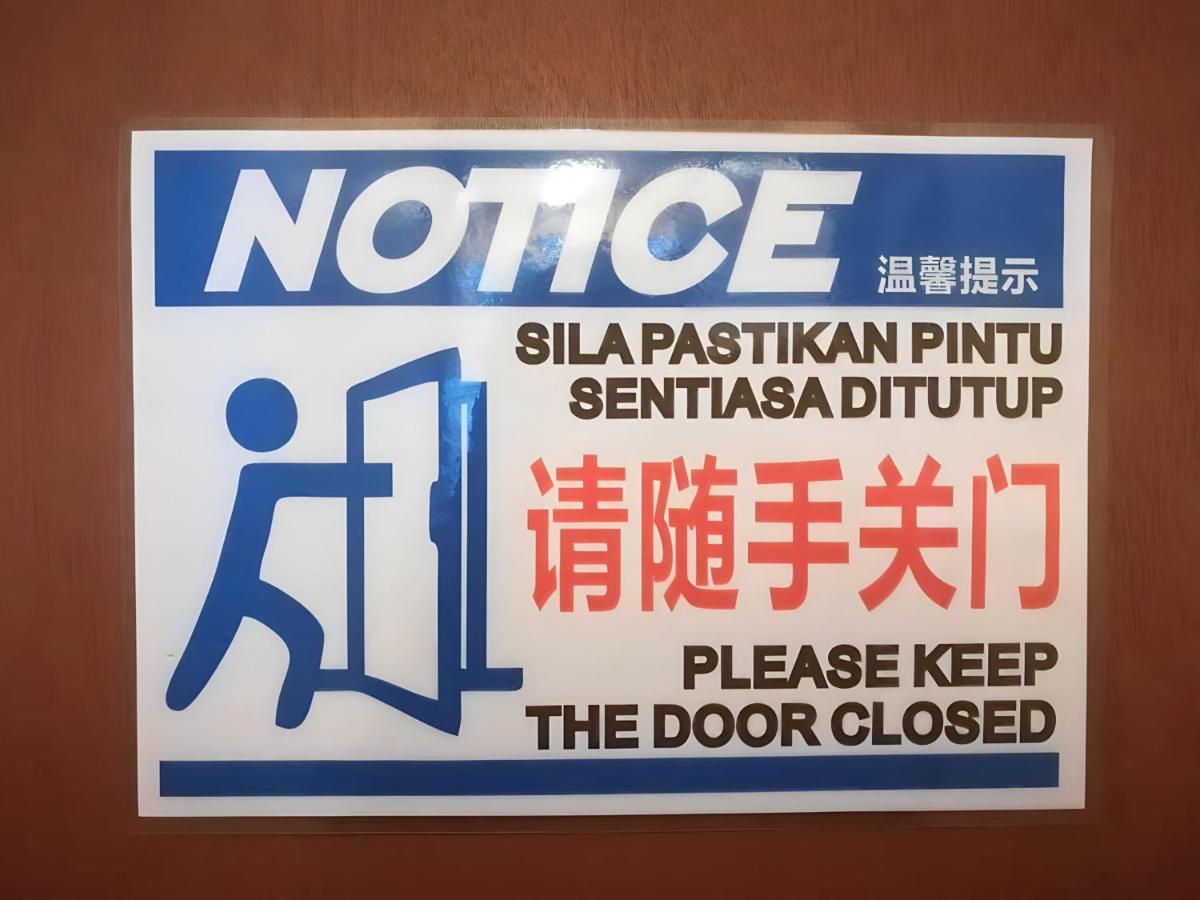 NOTICE
温馨提示
SILA PASTIKAN PINTU
SENTIASA DITUTUP
请随手关门
PLEASE KEEP
THE DOOR CLOSED